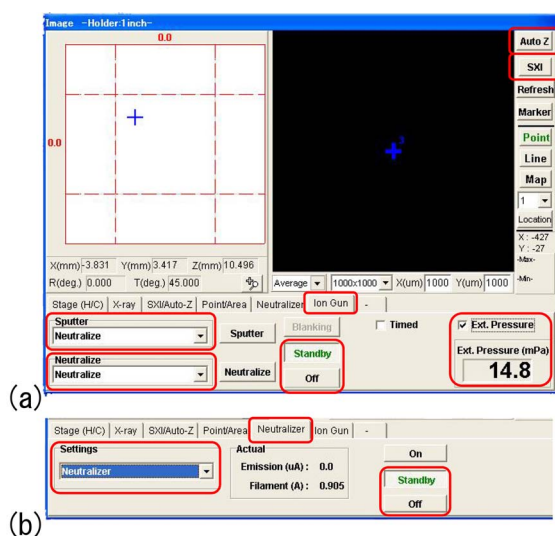 Image -Holder:1inch-
0.0
0.0
Auto Z
SXI
Refresh
Marker
Point
Line
Map
1
Location
X : -427
Y : -27
-Max-
-Min-
2
X(mm) -3.831 Y(mm) 3.417 Z(mm) 10.496
R(deg.) 0.000 T(deg.) 45.000
Average 1000x1000 X(um) 1000 Y(um) 1000
Stage (H/C) X-ray SXI/Auto-Z Point/Area Neutralizer Ion Gun -
Sputter
Neutralize
Sputter
Neutralize
Neutralize
Neutralize
Blanking
Standby
Off
Timed
Ext. Pressure
Ext. Pressure (mPa)
14.8
(a)
Stage (H/C) X-ray SXI/Auto-Z Point/Area Neutralizer Ion Gun -
Settings
Neutralizer
Actual
Emission (uA) : 0.0
Filament (A) : 0.905
On
Standby
Off
(b)